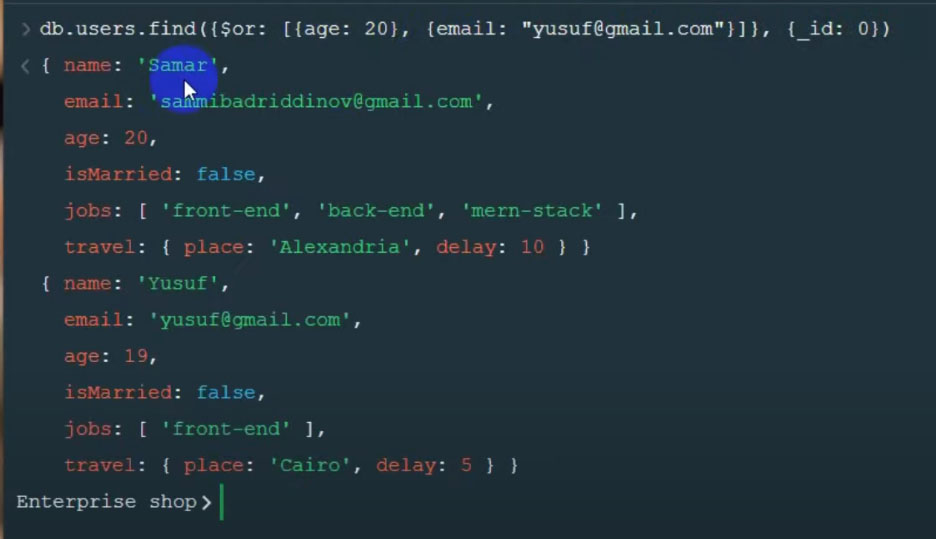 > db.users.find({$or: [{age: 20}, {email: "yusuf@gmail.com"}]}, {_id: 0})
< { name: 'Samar',
email: 'sammibadriddinov@gmail.com',
age: 20,
isMarried: false,
jobs: [ 'front-end', 'back-end', 'mern-stack' ],
travel: { place: 'Alexandria', delay: 10 } }
{ name: 'Yusuf',
email: 'yusuf@gmail.com',
age: 19,
isMarried: false,
jobs: [ 'front-end' ],
travel: { place: 'Cairo', delay: 5 } }
Enterprise shop>